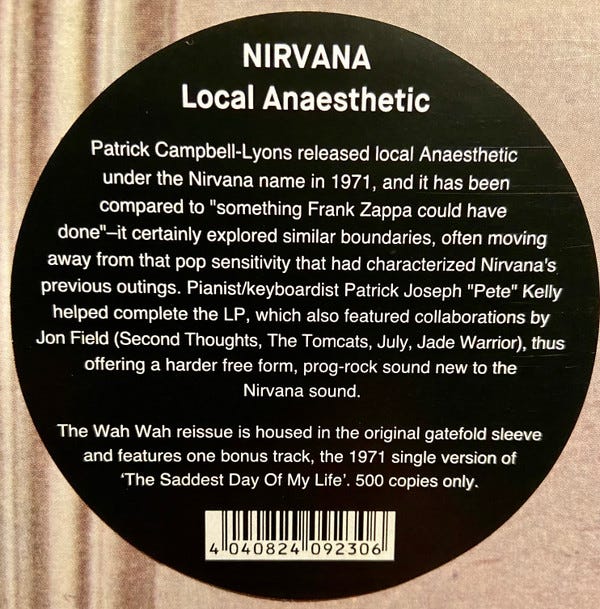 NIRVANA
Local Anaesthetic
Patrick Campbell-Lyons released local Anaesthetic
under the Nirvana name in 1971, and it has been
compared to "something Frank Zappa could have
done"–it certainly explored similar boundaries, often moving
away from that pop sensitivity that had characterized Nirvana's
previous outings. Pianist/keyboardist Patrick Joseph "Pete" Kelly
helped complete the LP, which also featured collaborations by
Jon Field (Second Thoughts, The Tomcats, July, Jade Warrior), thus
offering a harder free form, prog-rock sound new to the
Nirvana sound.
The Wah Wah reissue is housed in the original gatefold sleeve
and features one bonus track, the 1971 single version of
‘The Saddest Day Of My Life’. 500 copies only.
4 040824 092306